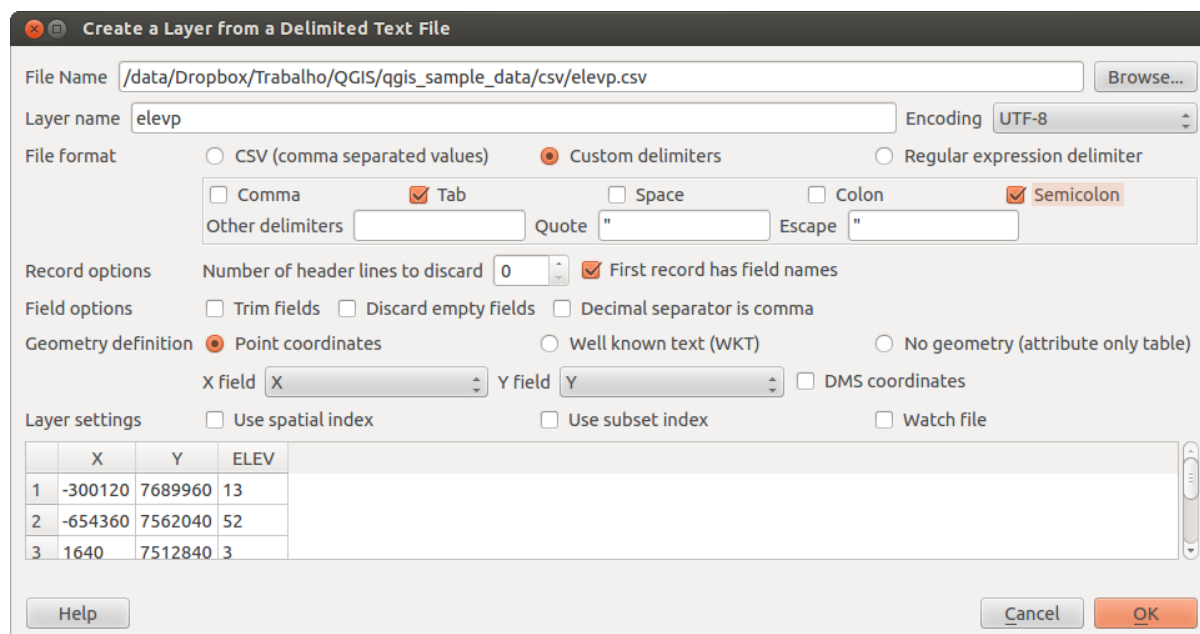 Create a Layer from a Delimited Text File
File Name /data/Dropbox/Trabalho/QGIS/qgis_sample_data/csv/elevp.csv Browse...
Layer name elevp Encoding UTF-8
File format CSV (comma separated values) Custom delimiters Regular expression delimiter
Comma Tab Space Colon Semicolon
Other delimiters Quote " Escape "
Record options Number of header lines to discard 0 First record has field names
Field options Trim fields Discard empty fields Decimal separator is comma
Geometry definition Point coordinates Well known text (WKT) No geometry (attribute only table)
X field X Y field Y DMS coordinates
Layer settings Use spatial index Use subset index Watch file
X Y ELEV
1 -300120 7689960 13
2 -654360 7562040 52
3 1640 7512840 3
Help Cancel OK